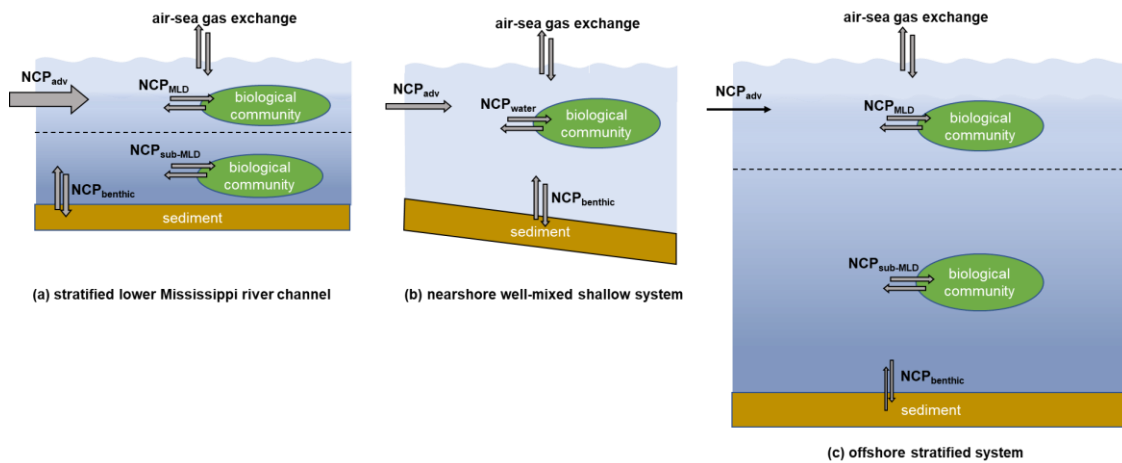 air-sea gas exchange
NCPadv
NCPMLD
biological
community
NCPsub-MLD
biological
community
NCPbenthic
sediment
(a) stratified lower Mississippi river channel
air-sea gas exchange
NCPadv
NCPwater
biological
community
NCPbenthic
sediment
(b) nearshore well-mixed shallow system
air-sea gas exchange
NCPadv
NCPMLD
biological
community
NCPsub-MLD
biological
community
NCPbenthic
sediment
(c) offshore stratified system